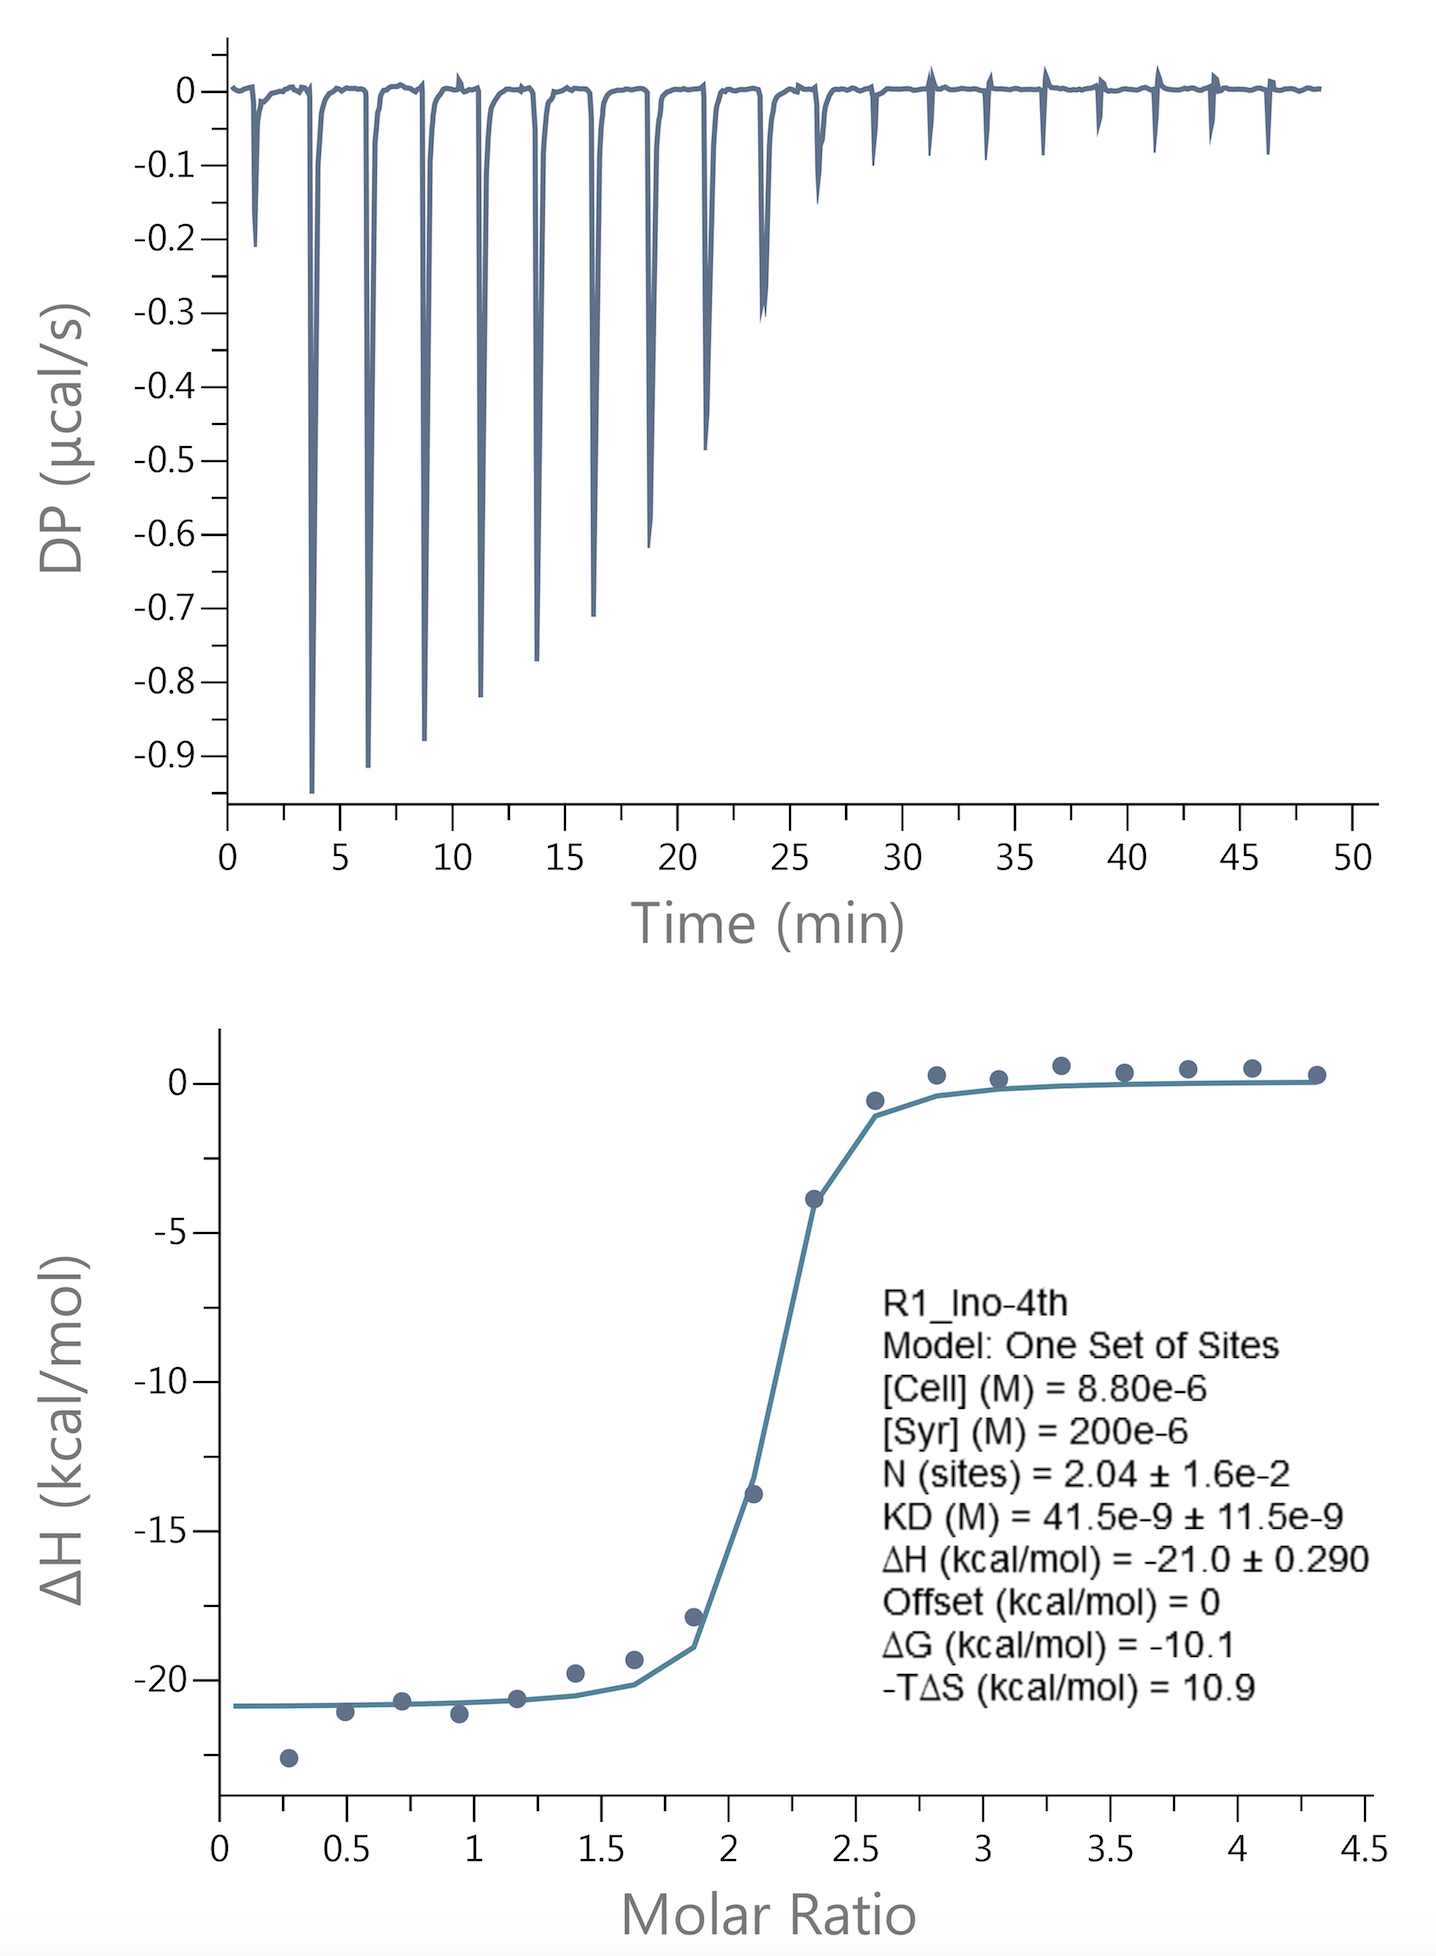 0
-0.1
-0.2
-0.3
-0.4
-0.5
-0.6
-0.7
-0.8
-0.9
DP (µcal/s)
0 5 10 15 20 25 30 35 40 45 50
Time (min)
0
-5
-10
-15
-20
ΔH (kcal/mol)
R1_Ino-4th
Model: One Set of Sites
[Cell] (M) = 8.80e-6
[Syr] (M) = 200e-6
N (sites) = 2.04 ± 1.6e-2
KD (M) = 41.5e-9 ± 11.5e-9
ΔH (kcal/mol) = -21.0 ± 0.290
Offset (kcal/mol) = 0
ΔG (kcal/mol) = -10.1
-TΔS (kcal/mol) = 10.9
0 0.5 1 1.5 2 2.5 3 3.5 4 4.5
Molar Ratio